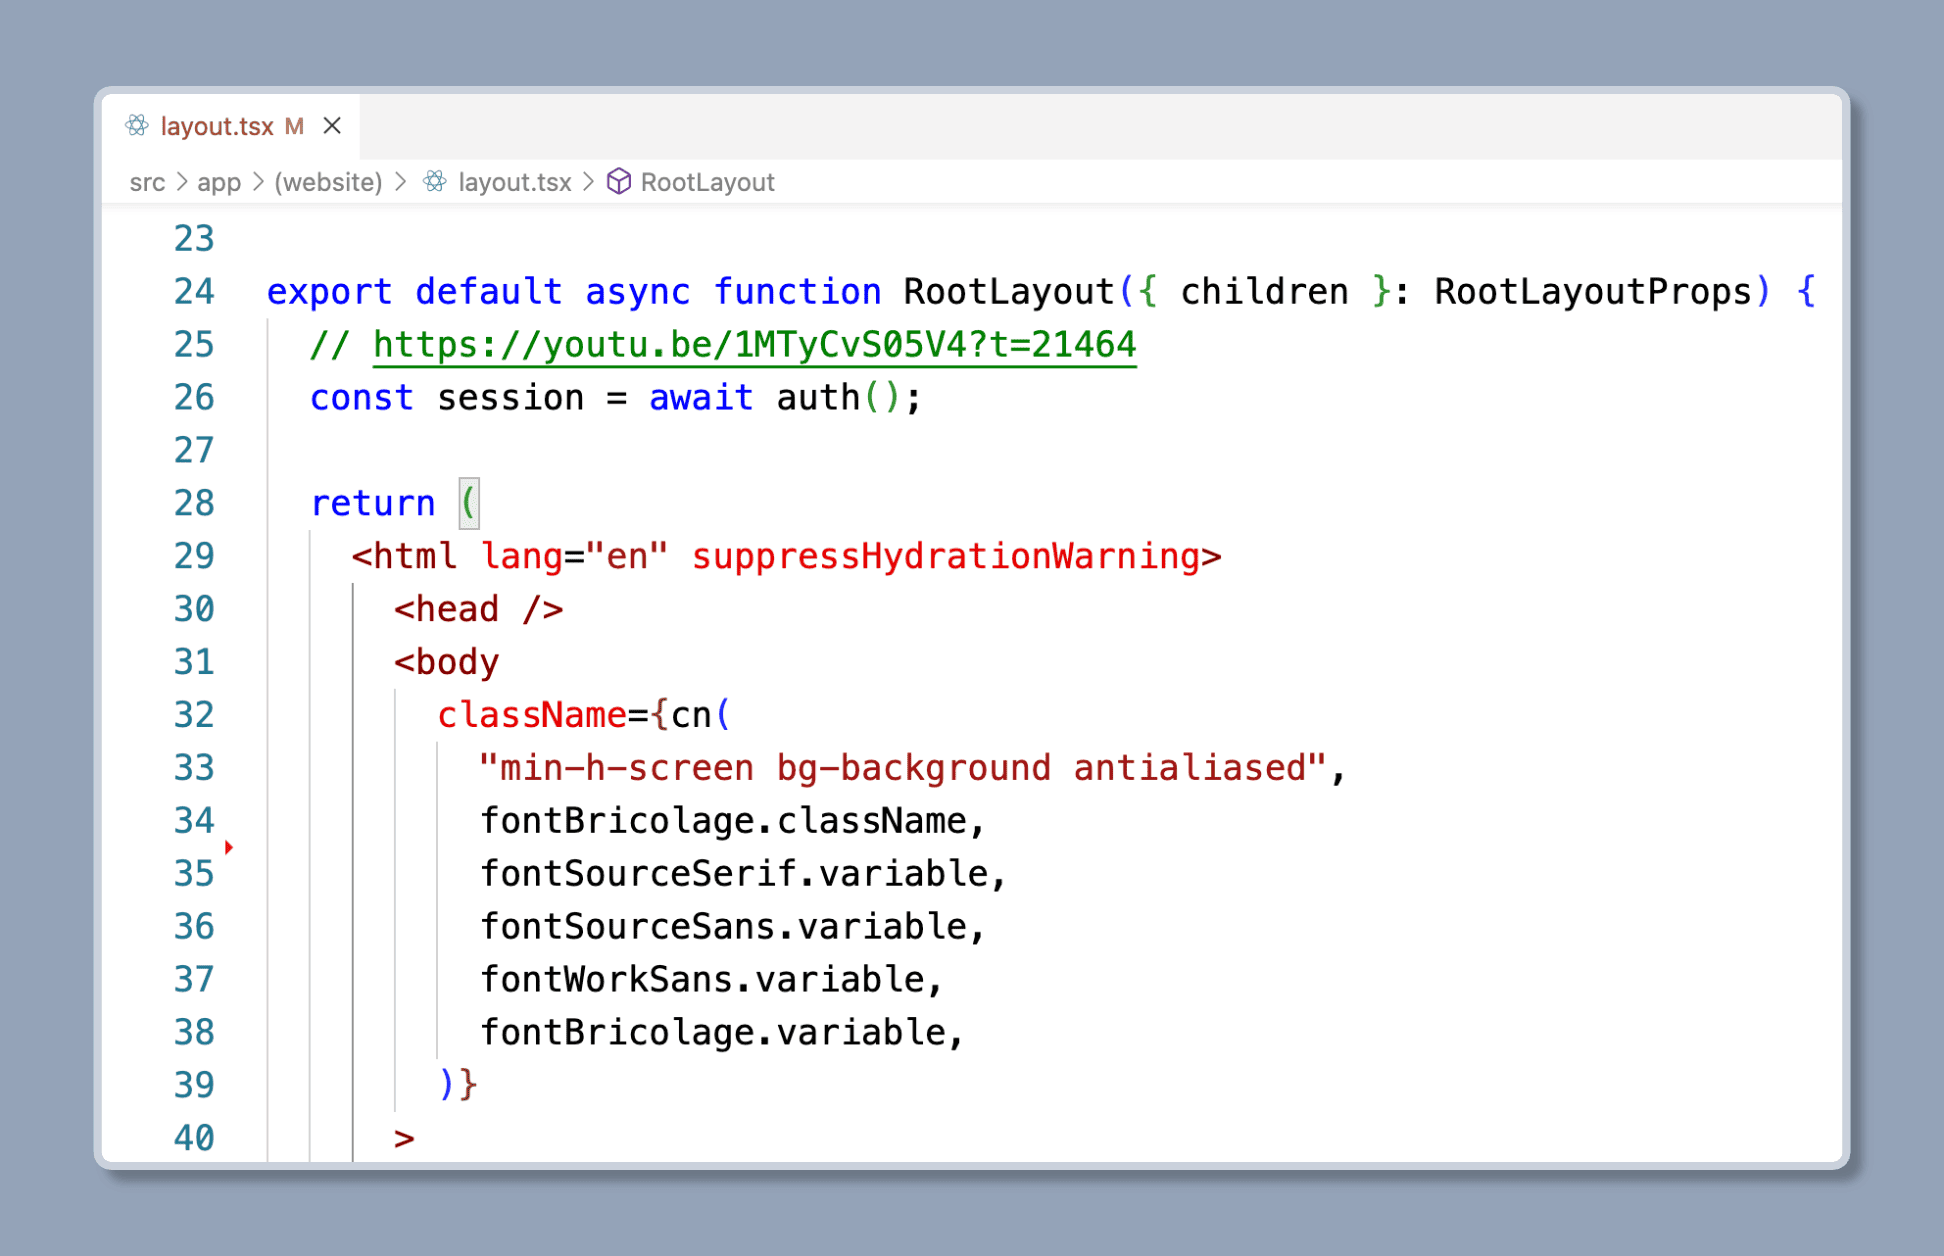 layout.tsx M
src > app > (website) > layout.tsx > RootLayout
23
24 export default async function RootLayout({ children }: RootLayoutProps) {
25 // https://youtu.be/1MTyCvS05V4?t=21464
26 const session = await auth();
27
28 return (
29 <html lang="en" suppressHydrationWarning>
30 <head />
31 <body
32 className={cn(
33 "min-h-screen bg-background antialiased",
34 fontBricolage.className,
35 fontSourceSerif.variable,
36 fontSourceSans.variable,
37 fontWorkSans.variable,
38 fontBricolage.variable,
39 )}
40 >